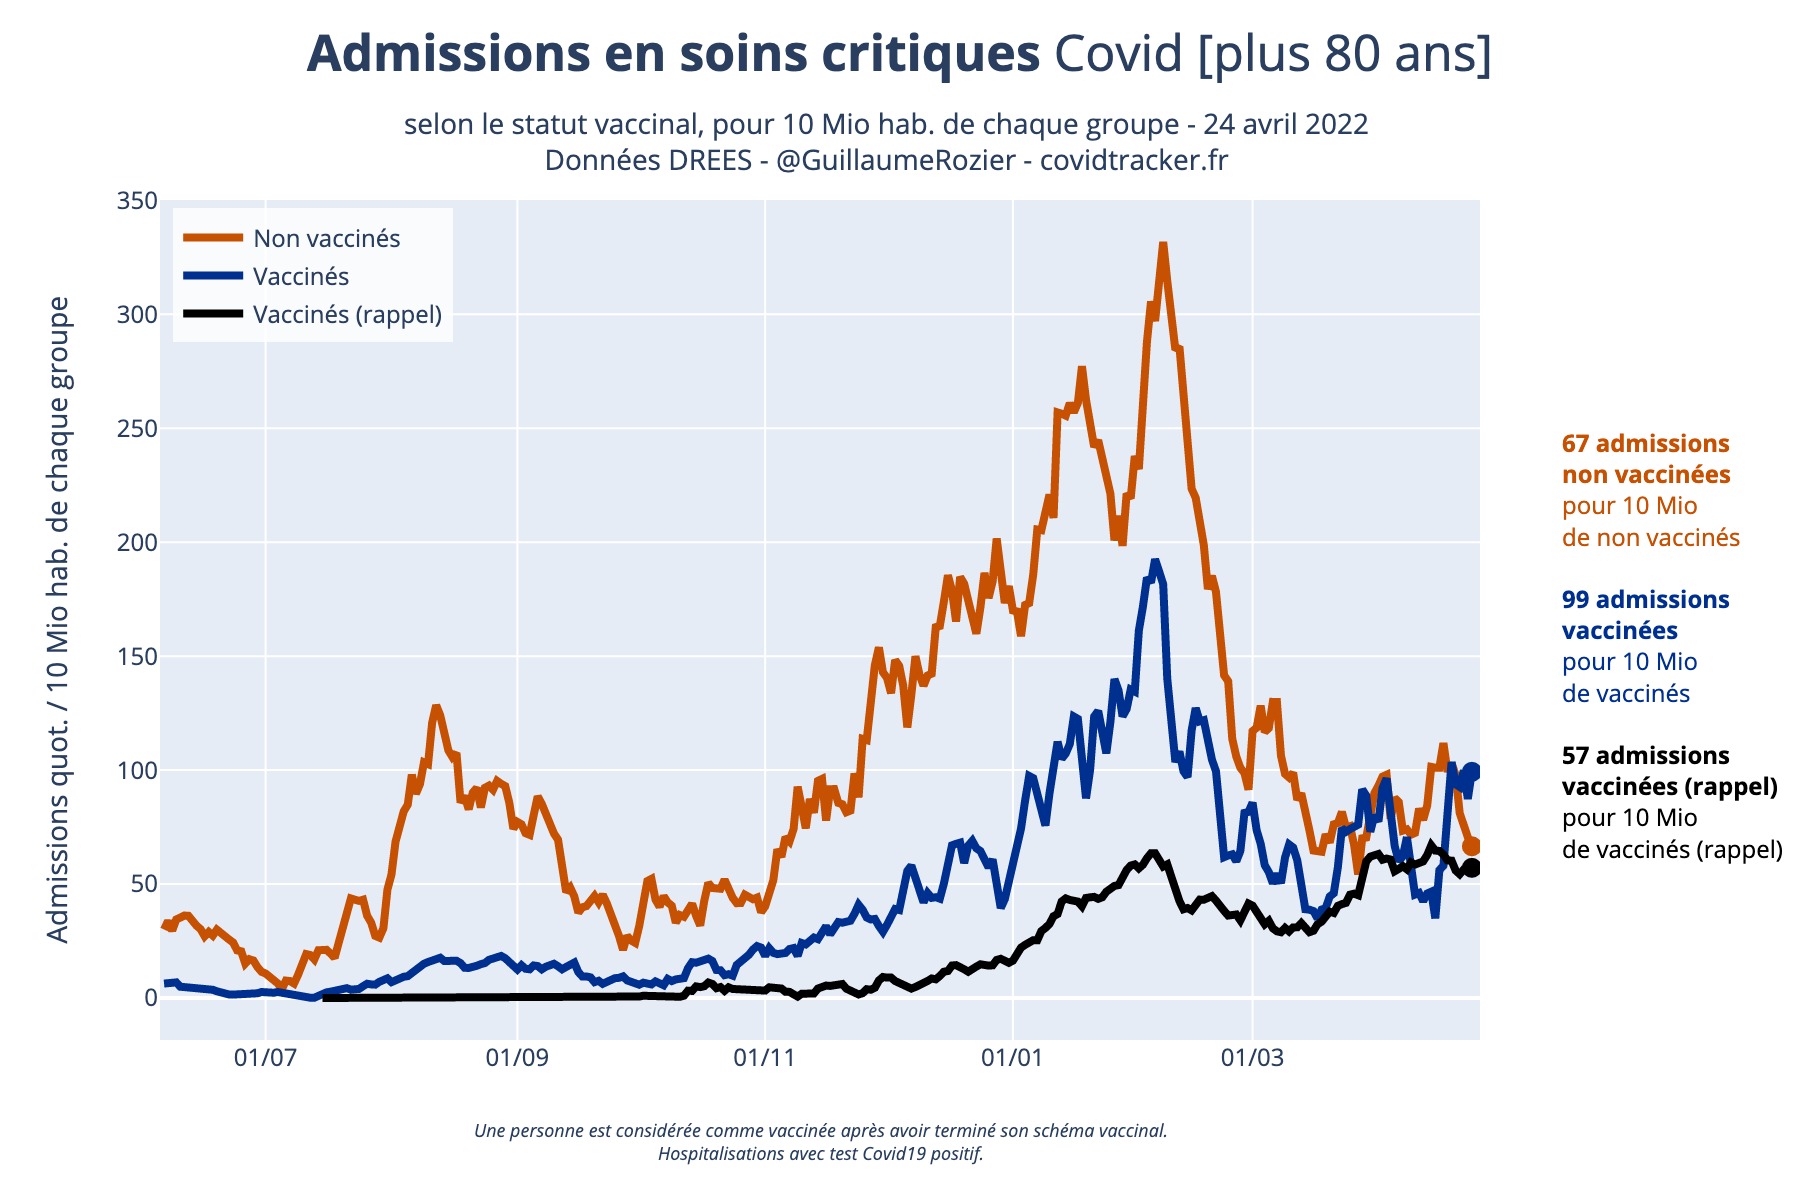 Admissions en soins critiques Covid [plus 80 ans]
selon le statut vaccinal, pour 10 Mio hab. de chaque groupe - 24 avril 2022
Données DREES - @GuillaumeRozier - covidtracker.fr
Admissions quot. / 10 Mio hab. de chaque groupe
350
300
250
200
150
100
50
0
Non vaccinés
Vaccinés
Vaccinés (rappel)
01/07
01/09
01/11
01/01
01/03
67 admissions
non vaccinées
pour 10 Mio
de non vaccinés
99 admissions
vaccinées
pour 10 Mio
de vaccinés
57 admissions
vaccinées (rappel)
pour 10 Mio
de vaccinés (rappel)
Une personne est considérée comme vaccinée après avoir terminé son schéma vaccinal.
Hospitalisations avec test Covid19 positif.